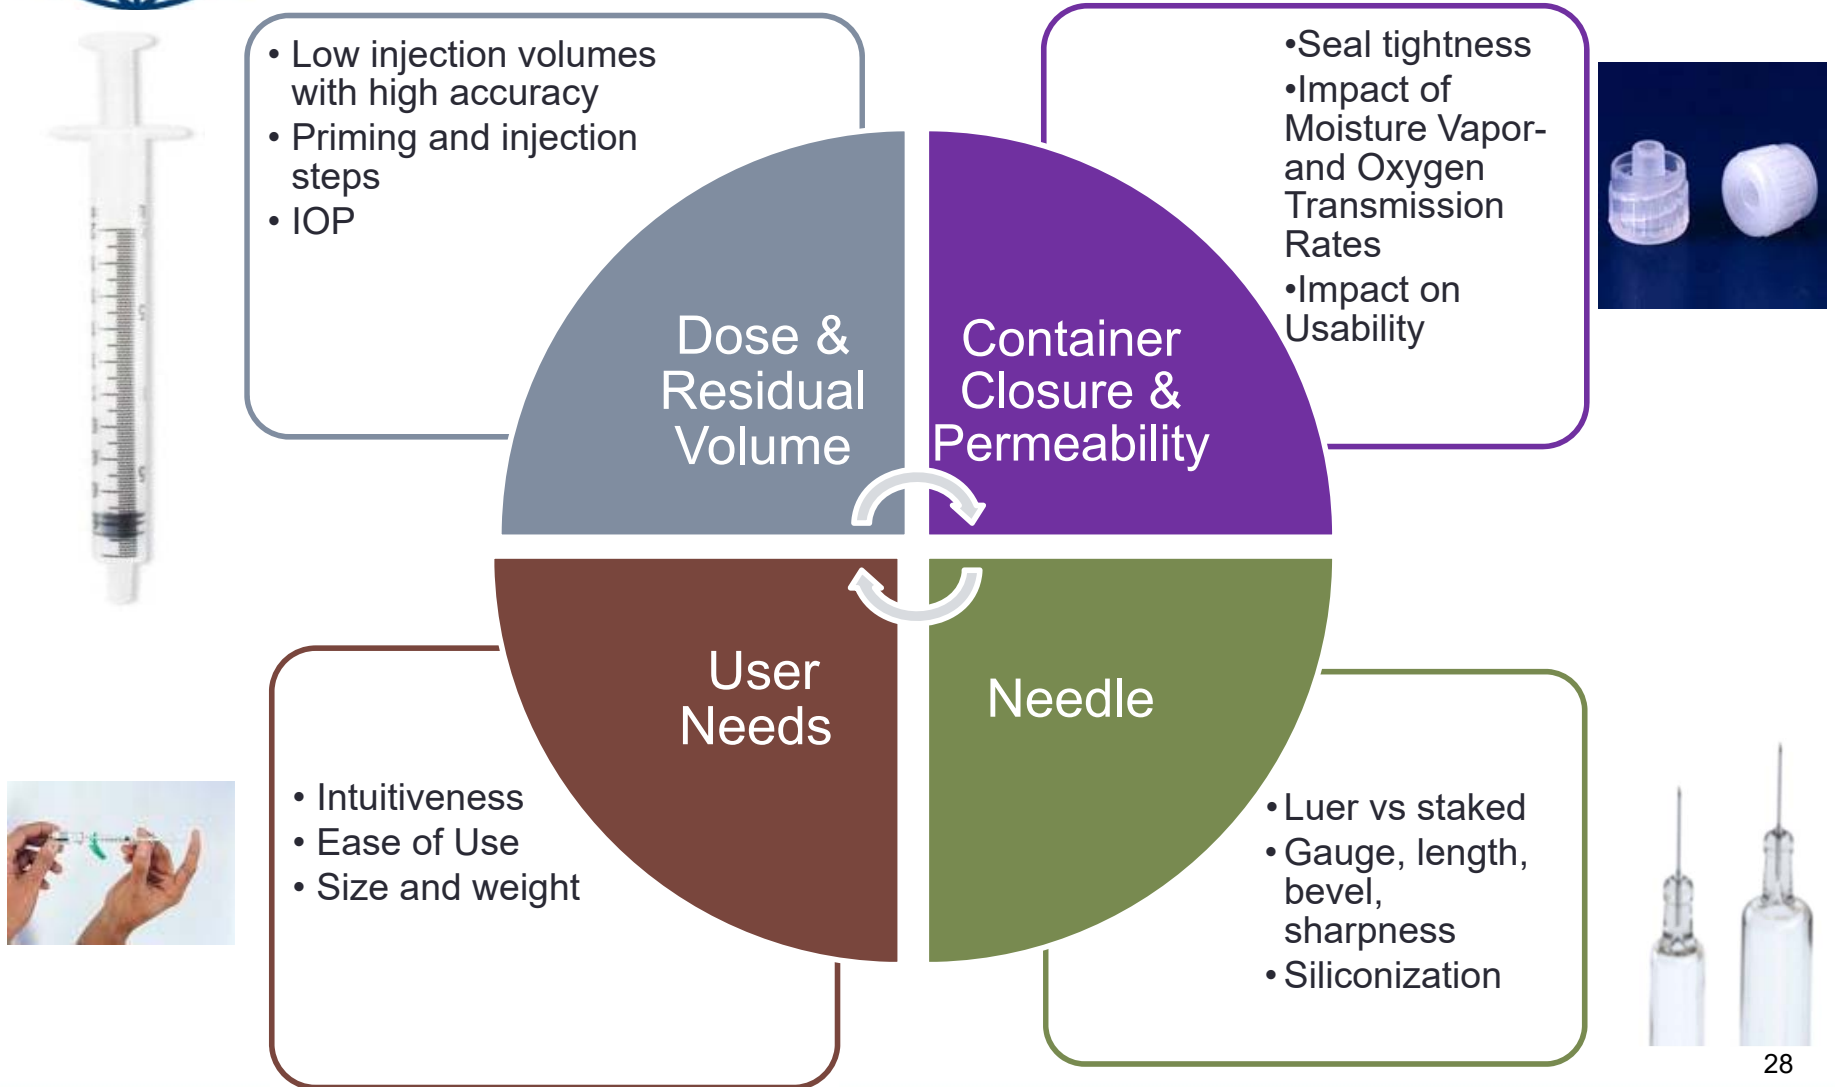 • Low injection volumes
with high accuracy
• Priming and injection
steps
• IOP
•Seal tightness
•Impact of
Moisture Vapor-
and Oxygen
Transmission
Rates
•Impact on
Usability
Dose &
Residual
Volume
Container
Closure &
Permeability
User
Needs
Needle
• Intuitiveness
• Ease of Use
• Size and weight
• Luer vs staked
• Gauge, length,
bevel,
sharpness
• Siliconization
28